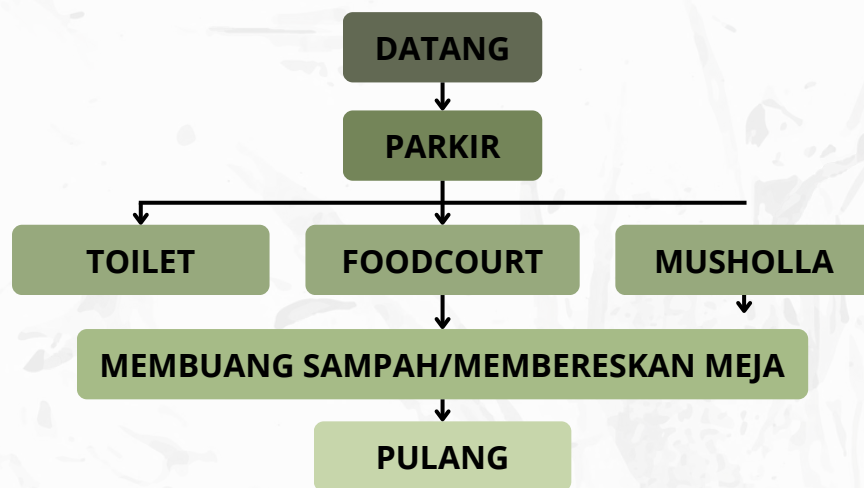 DATANG
PARKIR
TOILET
FOODCOURT
MUSHOLLA
MEMBUANG SAMPAH/MEMBERESKAN MEJA
PULANG